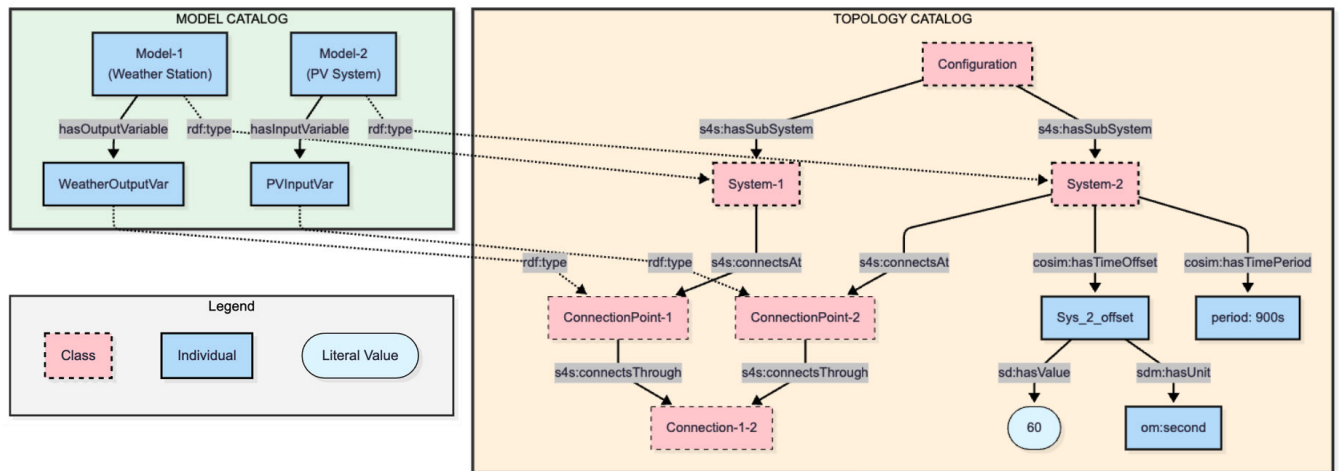 MODEL CATALOG
Model-1
(Weather Station)
Model-2
(PV System)
hasOutputVariable
rdf:type
hasInputVariable
rdf:type
WeatherOutputVar
PVInputVar
Legend
Class
Individual
Literal Value
TOPOLOGY CATALOG
Configuration
s4s:hasSubSystem
s4s:hasSubSystem
System-1
System-2
rdf:type
rdf:type
s4s:connectsAt
s4s:connectsAt
cosim:hasTimeOffset
cosim:hasTimePeriod
ConnectionPoint-1
ConnectionPoint-2
Sys_2_offset
period: 900s
s4s:connectsThrough
s4s:connectsThrough
sd:hasValue
sdm:hasUnit
Connection-1-2
60
om:second